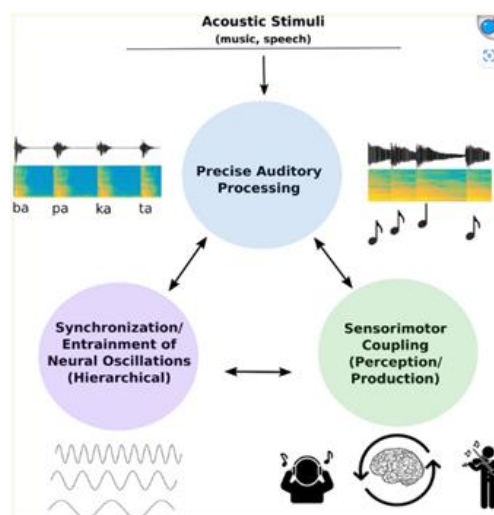 Acoustic Stimuli
(music, speech)
Precise Auditory
Processing
ba pa ka ta
Synchronization/
Entrainment of
Neural Oscillations
(Hierarchical)
Sensorimotor
Coupling
(Perception/
Production)